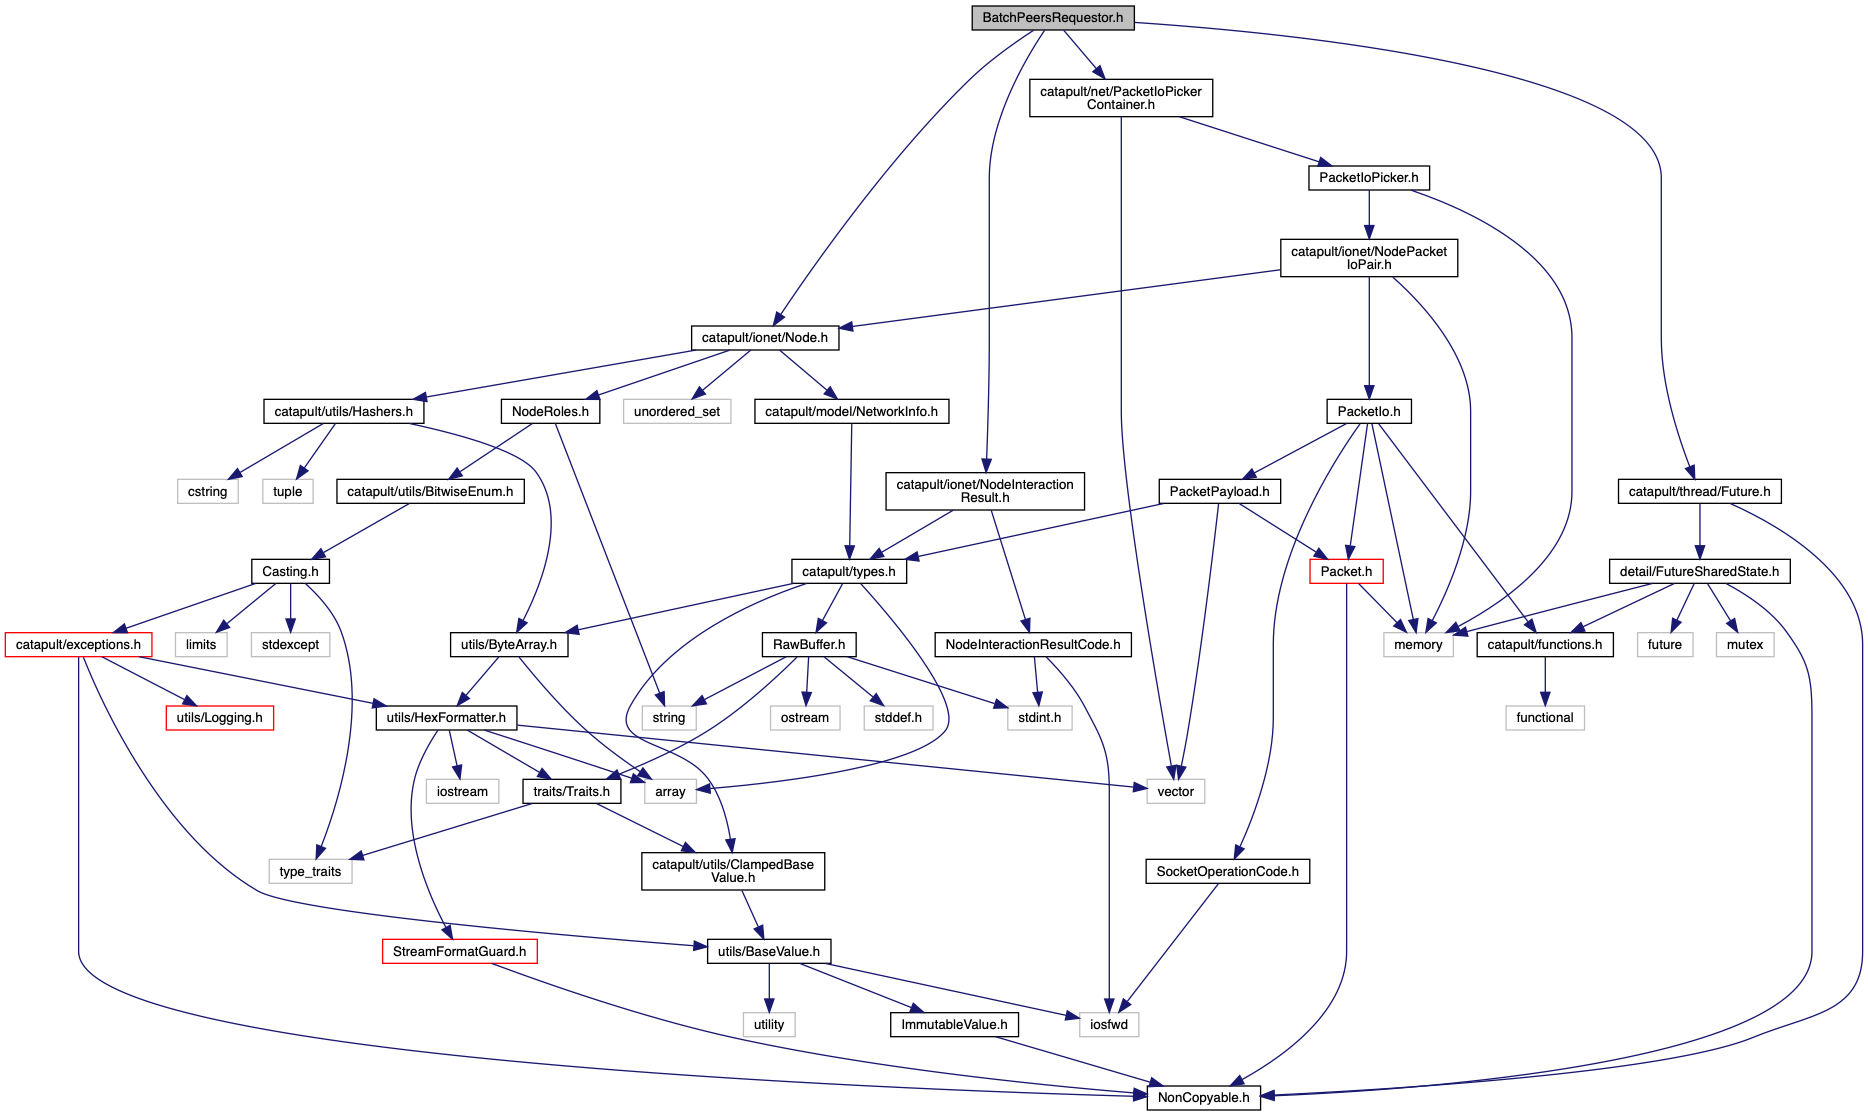 BatchPeersRequestor.h
catapult/net/PacketIoPicker
Container.h
PacketIoPicker.h
catapult/ionet/NodePacket
IoPair.h
catapult/ionet/Node.h
catapult/utils/Hashers.h
NodeRoles.h
unordered_set
catapult/model/NetworkInfo.h
PacketIo.h
cstring
tuple
catapult/utils/BitwiseEnum.h
catapult/ionet/NodeInteraction
Result.h
PacketPayload.h
catapult/thread/Future.h
Casting.h
catapult/types.h
Packet.h
detail/FutureSharedState.h
catapult/exceptions.h
limits
stdexcept
utils/ByteArray.h
RawBuffer.h
NodeInteractionResultCode.h
memory
catapult/functions.h
future
mutex
utils/Logging.h
utils/HexFormatter.h
string
ostream
stddef.h
stdint.h
functional
iostream
traits/Traits.h
array
vector
type_traits
catapult/utils/ClampedBase
Value.h
SocketOperationCode.h
StreamFormatGuard.h
utils/BaseValue.h
utility
ImmutableValue.h
iosfwd
NonCopyable.h